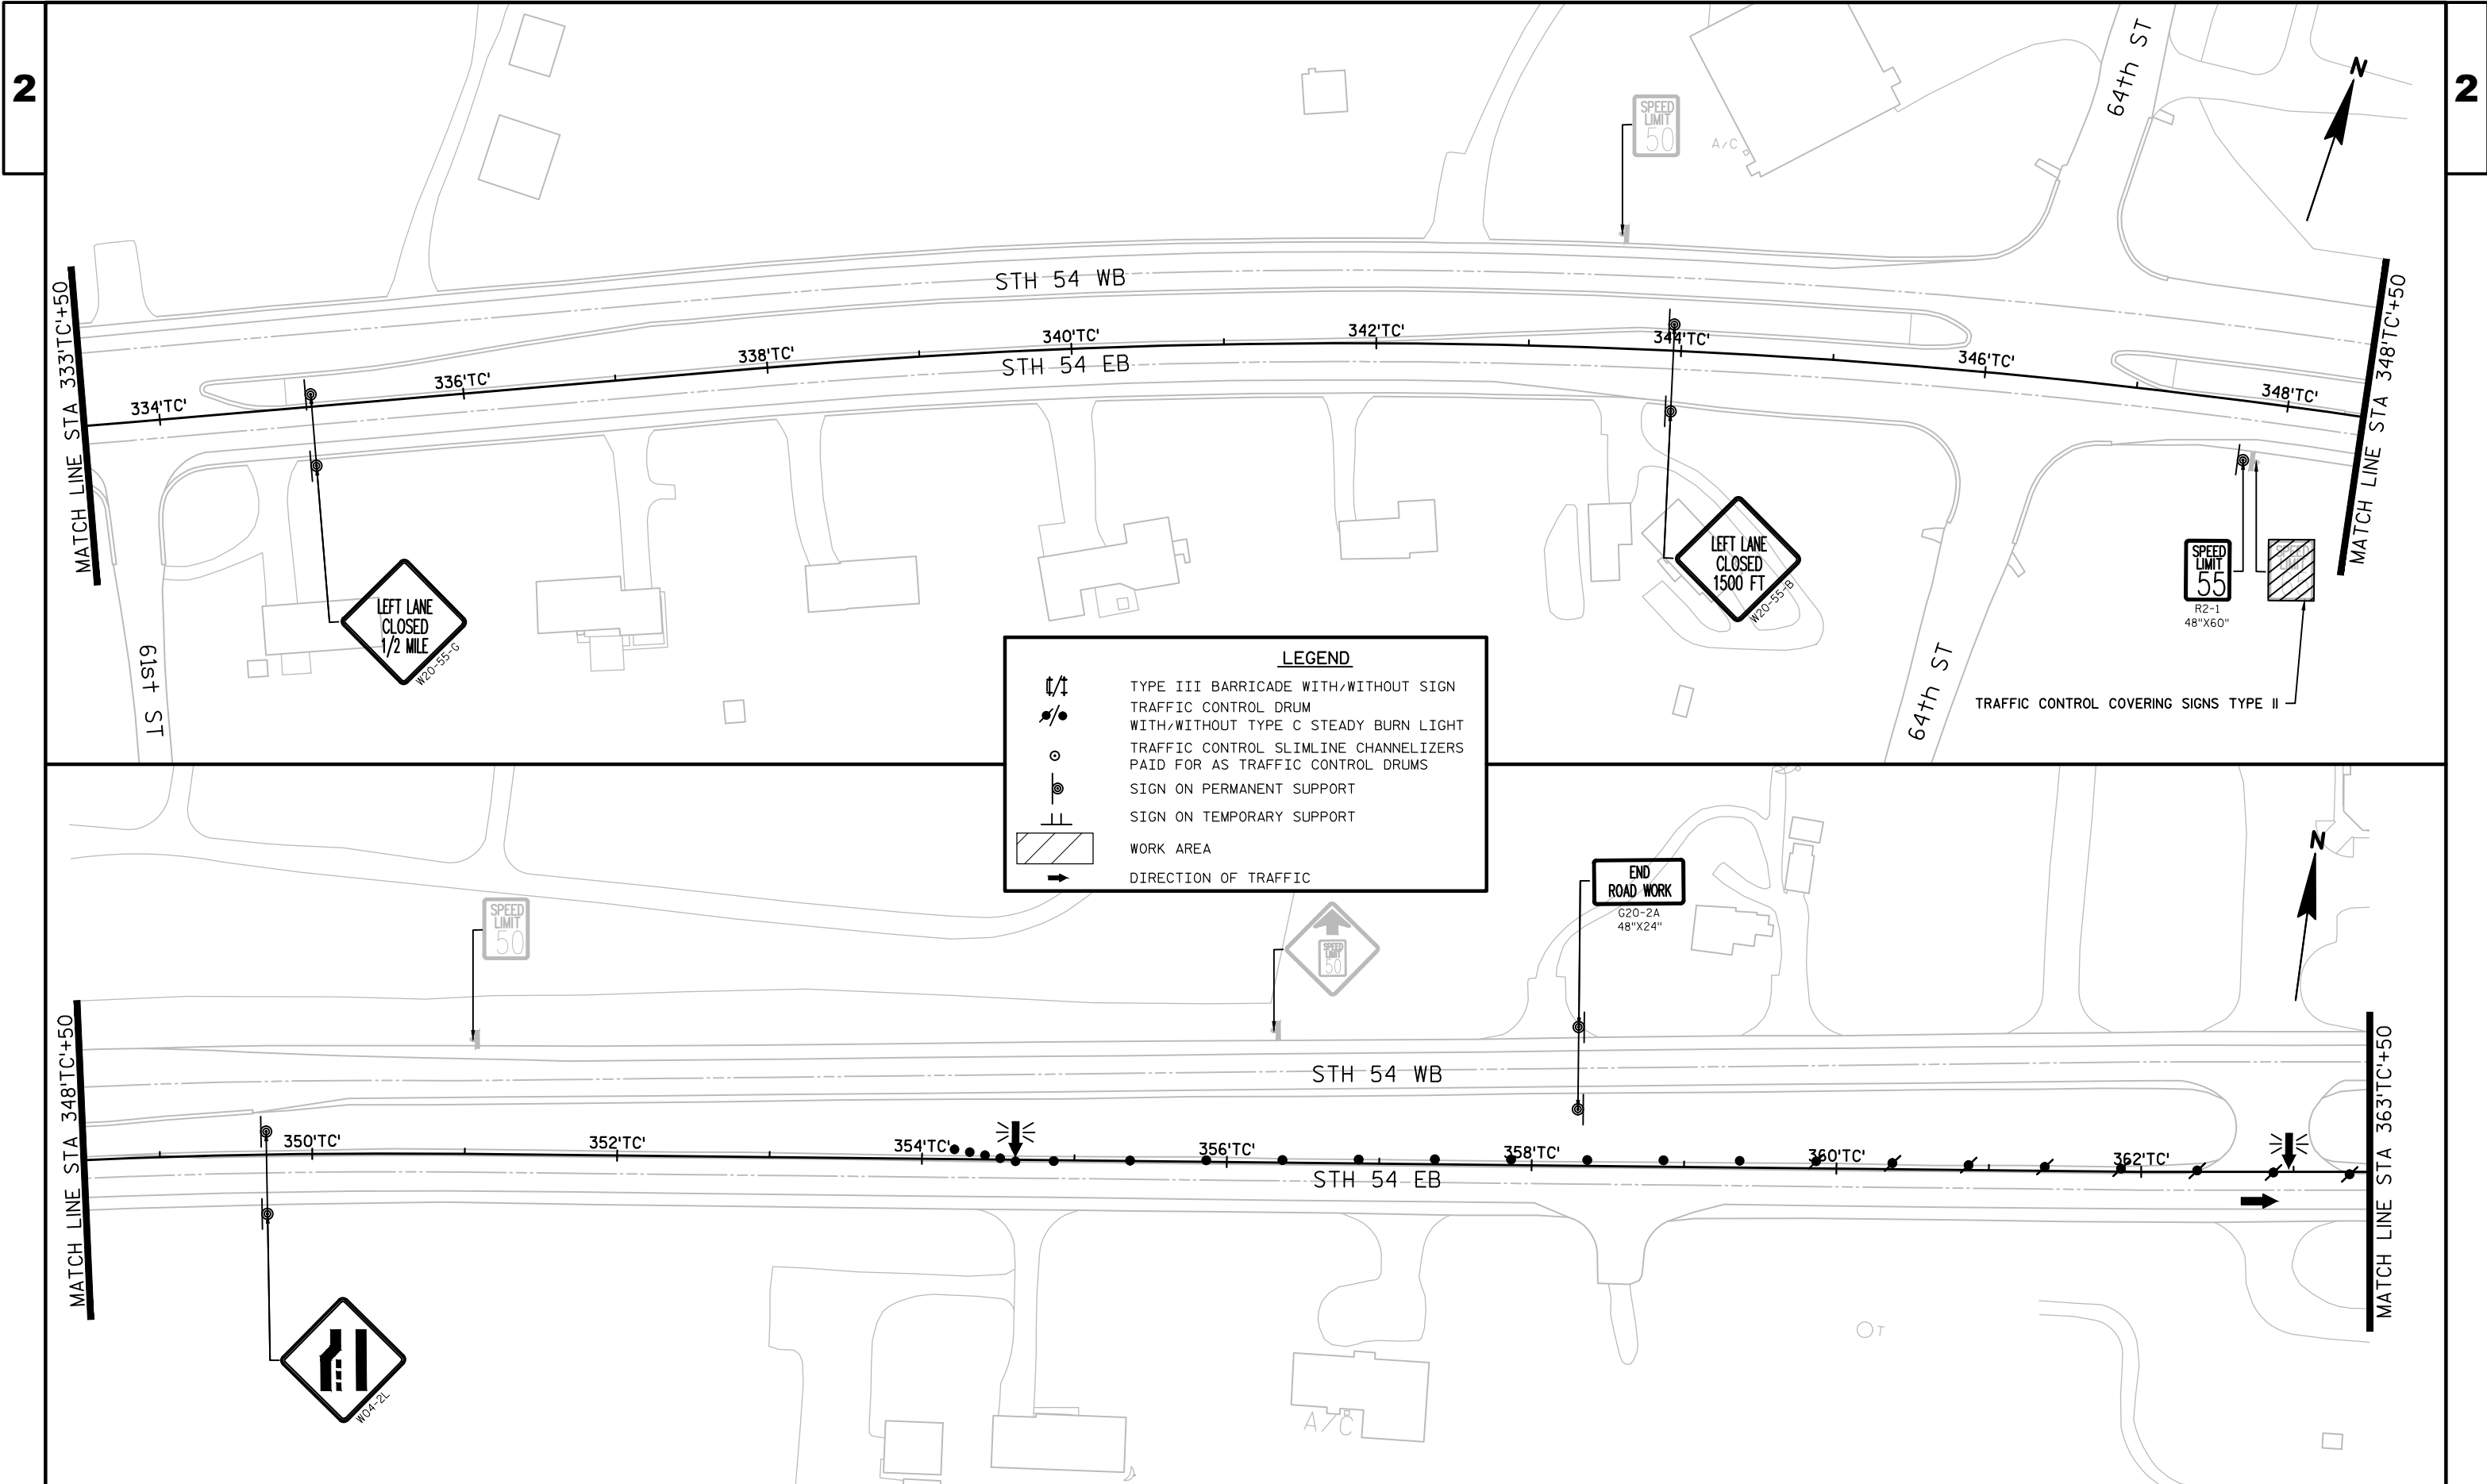 2
2
64th ST
N
SPEED
LIMIT
50
A/C
MATCH LINE STA 333'TC'+50
MATCH LINE STA 348'TC'+50
STH 54 WB
STH 54 EB
334'TC'
336'TC'
338'TC'
340'TC'
342'TC'
344'TC'
346'TC'
348'TC'
61st ST
LEFT LANE
CLOSED
1/2 MILE
W20-55-G
LEFT LANE
CLOSED
1500 FT
W20-55-B
64th ST
SPEED
LIMIT
55
R2-1
48"X60"
SPEED
LIMIT
TRAFFIC CONTROL COVERING SIGNS TYPE II
LEGEND
TYPE III BARRICADE WITH/WITHOUT SIGN
TRAFFIC CONTROL DRUM
WITH/WITHOUT TYPE C STEADY BURN LIGHT
TRAFFIC CONTROL SLIMLINE CHANNELIZERS
PAID FOR AS TRAFFIC CONTROL DRUMS
SIGN ON PERMANENT SUPPORT
SIGN ON TEMPORARY SUPPORT
WORK AREA
DIRECTION OF TRAFFIC
N
SPEED
LIMIT
50
SPEED
LIMIT
50
END
ROAD WORK
G20-2A
48"X24"
MATCH LINE STA 348'TC'+50
MATCH LINE STA 363'TC'+50
STH 54 WB
STH 54 EB
350'TC'
352'TC'
354'TC'
356'TC'
358'TC'
360'TC'
362'TC'
W04-2L
A/C
T